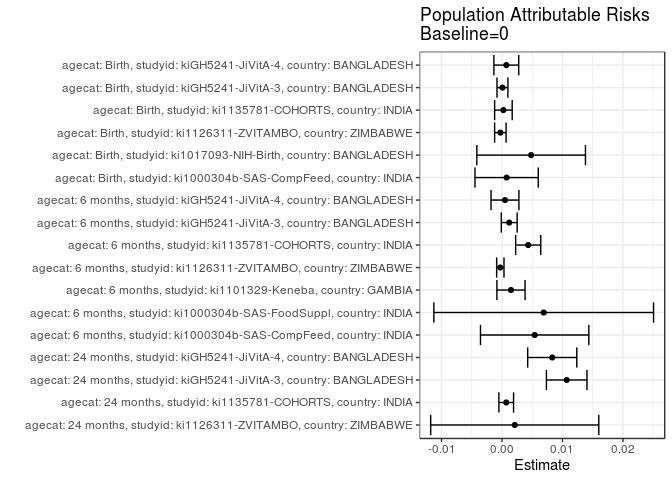 Population Attributable Risks
Baseline=0
agecat: Birth, studyid: kiGH5241-JiVitA-4, country: BANGLADESH
agecat: Birth, studyid: kiGH5241-JiVitA-3, country: BANGLADESH
agecat: Birth, studyid: ki1135781-COHORTS, country: INDIA
agecat: Birth, studyid: ki1126311-ZVITAMBO, country: ZIMBABWE
agecat: Birth, studyid: ki1017093-NIH-Birth, country: BANGLADESH
agecat: Birth, studyid: ki1000304b-SAS-CompFeed, country: INDIA
agecat: 6 months, studyid: kiGH5241-JiVitA-4, country: BANGLADESH
agecat: 6 months, studyid: kiGH5241-JiVitA-3, country: BANGLADESH
agecat: 6 months, studyid: ki1135781-COHORTS, country: INDIA
agecat: 6 months, studyid: ki1126311-ZVITAMBO, country: ZIMBABWE
agecat: 6 months, studyid: ki1101329-Keneba, country: GAMBIA
agecat: 6 months, studyid: ki1000304b-SAS-FoodSuppl, country: INDIA
agecat: 6 months, studyid: ki1000304b-SAS-CompFeed, country: INDIA
agecat: 24 months, studyid: kiGH5241-JiVitA-4, country: BANGLADESH
agecat: 24 months, studyid: kiGH5241-JiVitA-3, country: BANGLADESH
agecat: 24 months, studyid: ki1135781-COHORTS, country: INDIA
agecat: 24 months, studyid: ki1126311-ZVITAMBO, country: ZIMBABWE
-0.01 0.00 0.01 0.02
Estimate